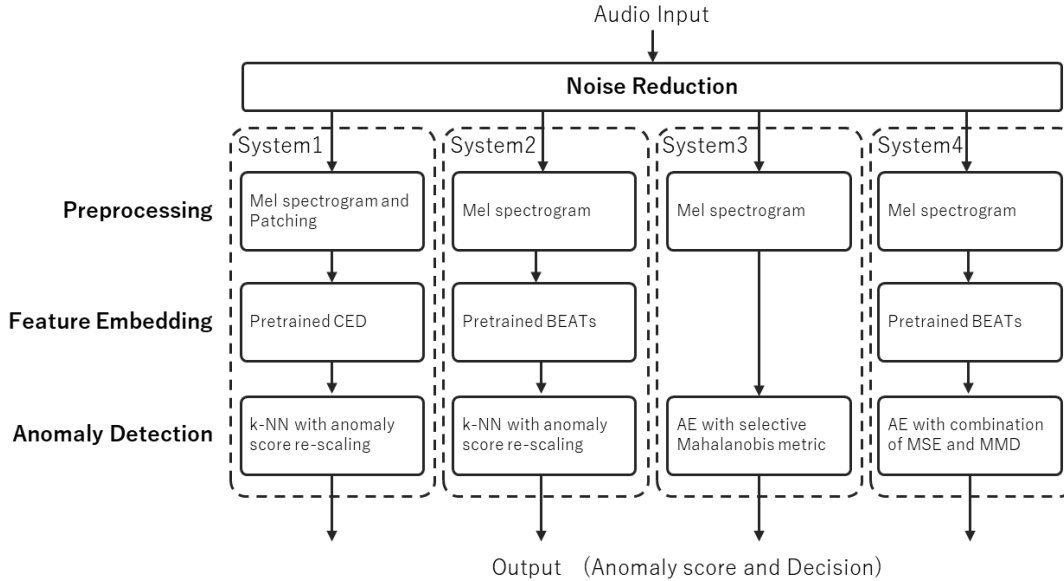 Audio Input
Noise Reduction
System1
System2
System3
System4
Preprocessing
Mel spectrogram and
Patching
Mel spectrogram
Mel spectrogram
Mel spectrogram
Feature Embedding
Pretrained CED
Pretrained BEATs
Pretrained BEATs
Anomaly Detection
k-NN with anomaly
score re-scaling
k-NN with anomaly
score re-scaling
AE with selective
Mahalanobis metric
AE with combination
of MSE and MMD
Output (Anomaly score and Decision)